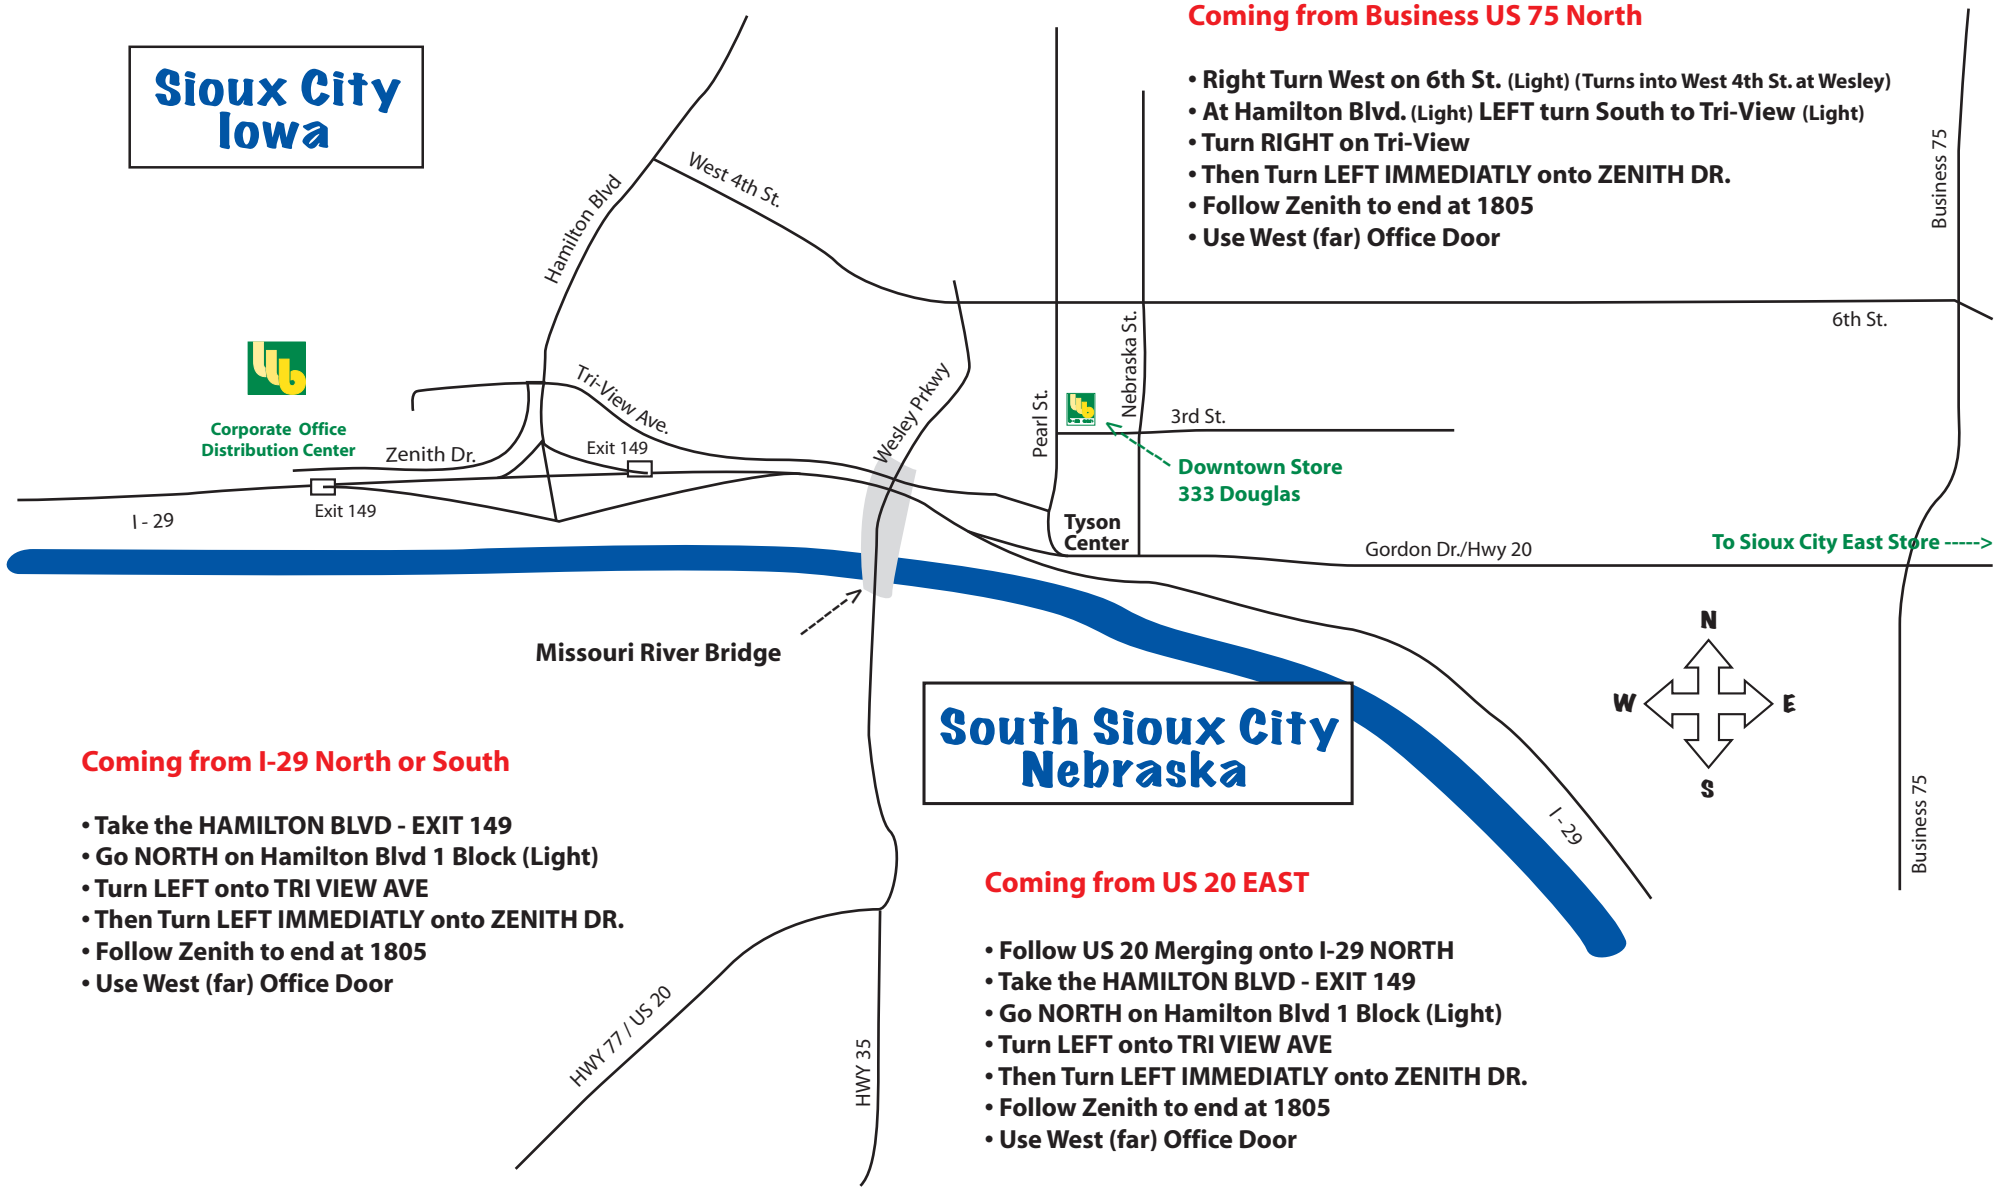 Sioux City
Iowa
Coming from Business US 75 North
• Right Turn West on 6th St. (Light) (Turns into West 4th St. at Wesley)
• At Hamilton Blvd. (Light) LEFT turn South to Tri-View (Light)
• Turn RIGHT on Tri-View
• Then Turn LEFT IMMEDIATLY onto ZENITH DR.
• Follow Zenith to end at 1805
• Use West (far) Office Door
Business 75
West 4th St.
Hamilton Blvd
6th St.
Nebraska St.
Tri-View Ave.
Wesley Prkwy
Pearl St.
3rd St.
Corporate Office
Distribution Center
Zenith Dr.
Exit 149
Downtown Store
333 Douglas
Exit 149
I - 29
Tyson
Center
Gordon Dr./Hwy 20
To Sioux City East Store ----->
Missouri River Bridge
N
W
E
S
South Sioux City
Nebraska
I - 29
Business 75
Coming from I-29 North or South
• Take the HAMILTON BLVD - EXIT 149
• Go NORTH on Hamilton Blvd 1 Block (Light)
• Turn LEFT onto TRI VIEW AVE
• Then Turn LEFT IMMEDIATLY onto ZENITH DR.
• Follow Zenith to end at 1805
• Use West (far) Office Door
HWY 77 / US 20
HWY 35
Coming from US 20 EAST
• Follow US 20 Merging onto I-29 NORTH
• Take the HAMILTON BLVD - EXIT 149
• Go NORTH on Hamilton Blvd 1 Block (Light)
• Turn LEFT onto TRI VIEW AVE
• Then Turn LEFT IMMEDIATLY onto ZENITH DR.
• Follow Zenith to end at 1805
• Use West (far) Office Door